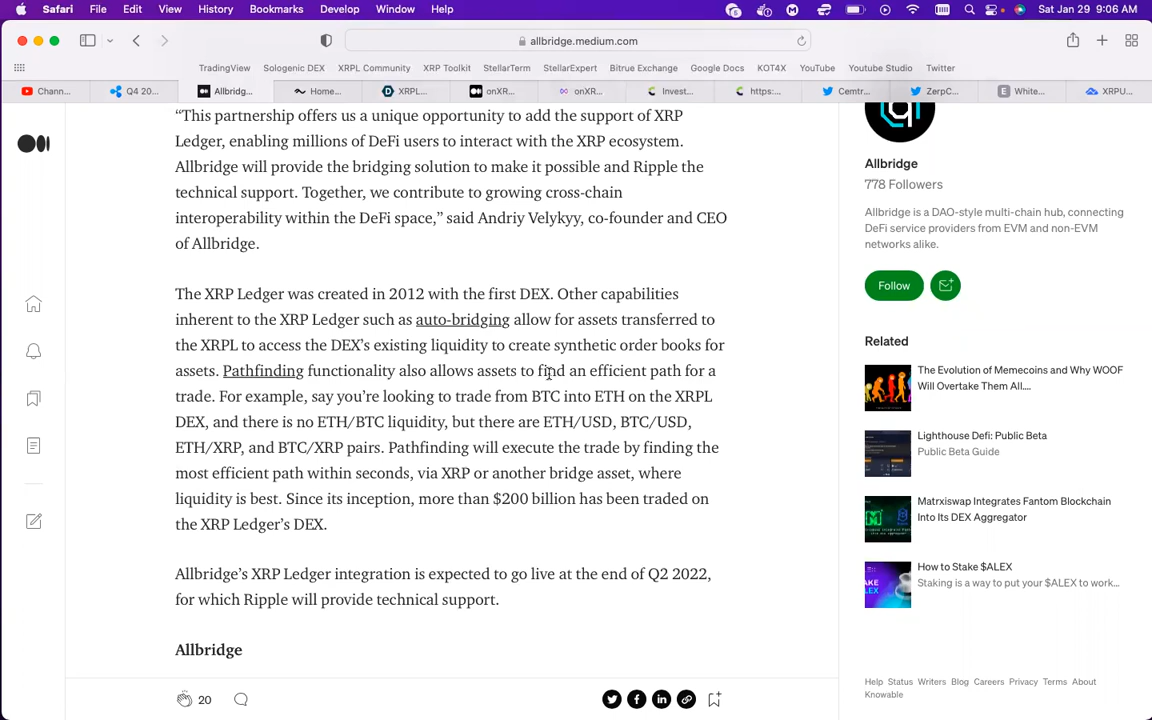 Safari File Edit View History Bookmarks Develop Window Help Sat Jan 29 9:06 AM
allbridge.medium.com
TradingView Sologenic DEX XRPL Community XRP Toolkit StellarTerm StellarExpert Bitrue Exchange Google Docs KOT4X YouTube Youtube Studio Twitter
Chann... Q4 20... Allbridg... Home... XRPL... onXR... onXR... Invest... https:... Cemtr... ZerpC... White... XRPU...
“This partnership offers us a unique opportunity to add the support of XRP
Ledger, enabling millions of DeFi users to interact with the XRP ecosystem.
Allbridge will provide the bridging solution to make it possible and Ripple the
technical support. Together, we contribute to growing cross-chain
interoperability within the DeFi space,” said Andriy Velykyy, co-founder and CEO
of Allbridge.
The XRP Ledger was created in 2012 with the first DEX. Other capabilities
inherent to the XRP Ledger such as auto-bridging allow for assets transferred to
the XRPL to access the DEX’s existing liquidity to create synthetic order books for
assets. Pathfinding functionality also allows assets to find an efficient path for a
trade. For example, say you’re looking to trade from BTC into ETH on the XRPL
DEX, and there is no ETH/BTC liquidity, but there are ETH/USD, BTC/USD,
ETH/XRP, and BTC/XRP pairs. Pathfinding will execute the trade by finding the
most efficient path within seconds, via XRP or another bridge asset, where
liquidity is best. Since its inception, more than $200 billion has been traded on
the XRP Ledger’s DEX.
Allbridge’s XRP Ledger integration is expected to go live at the end of Q2 2022,
for which Ripple will provide technical support.
Allbridge
20
Allbridge
778 Followers
Allbridge is a DAO-style multi-chain hub, connecting
DeFi service providers from EVM and non-EVM
networks alike.
Follow
Related
The Evolution of Memecoins and Why WOOF
Will Overtake Them All....
Lighthouse Defi: Public Beta
Public Beta Guide
Matrxiswap Integrates Fantom Blockchain
Into Its DEX Aggregator
How to Stake $ALEX
Staking is a way to put your $ALEX to work...
Help Status Writers Blog Careers Privacy Terms About
Knowable